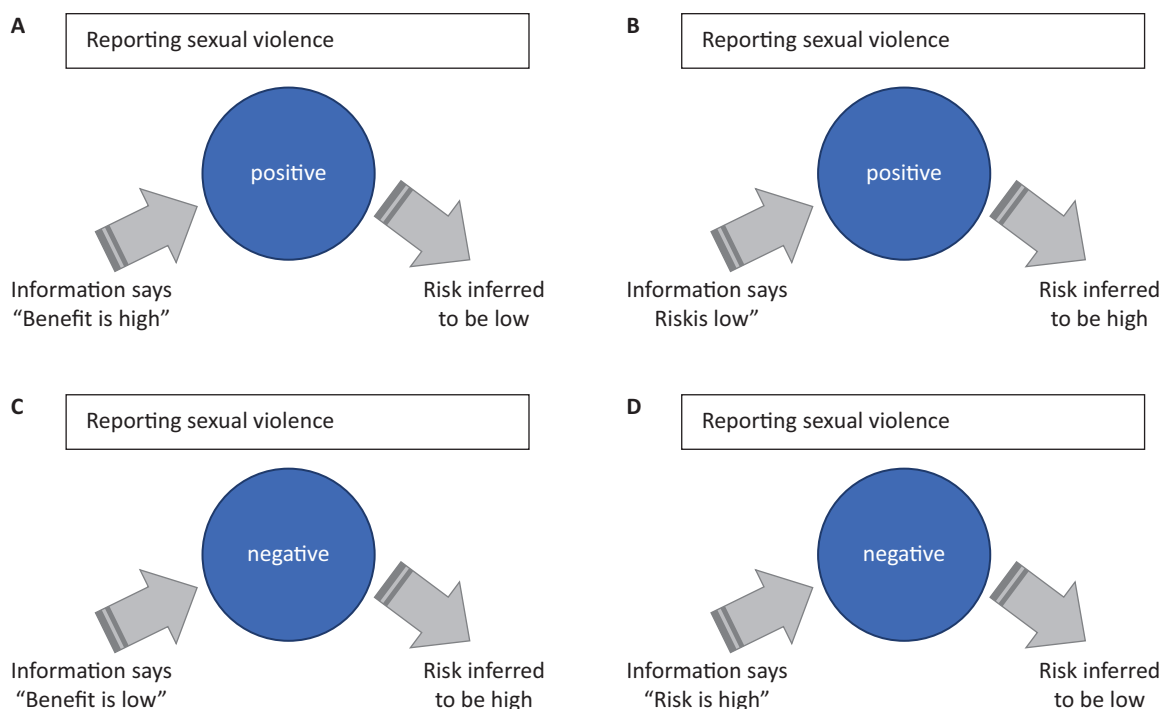 A
Reporting sexual violence
positive
Information says
“Benefit is high”
Risk inferred
to be low
B
Reporting sexual violence
positive
Information says
Riskis low”
Risk inferred
to be high
C
Reporting sexual violence
negative
Information says
“Benefit is low”
Risk inferred
to be high
D
Reporting sexual violence
negative
Information says
“Risk is high”
Risk inferred
to be low